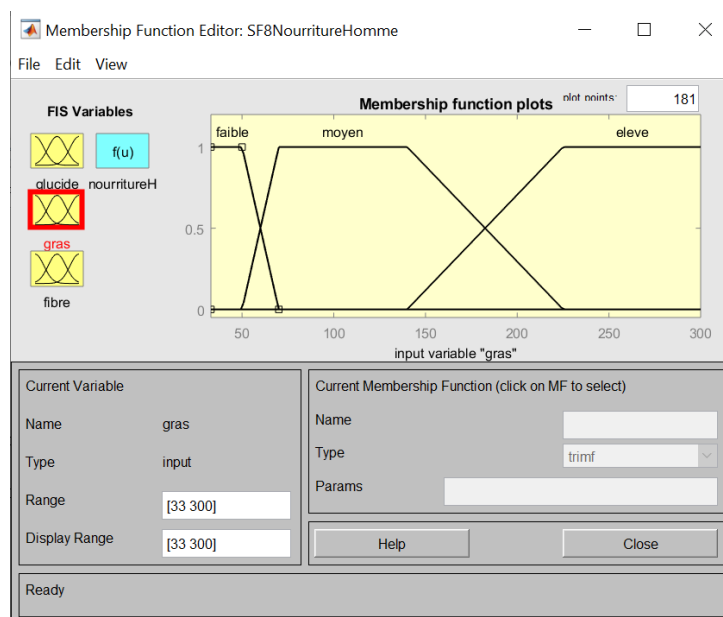 Membership Function Editor: SF8NourritureHomme
File Edit View
FIS Variables
f(u)
glucide nourritureH
gras
fibre
Membership function plots
plot points:
181
faible moyen eleve
1
0.5
0
50 100 150 200 250 300
input variable "gras"
Current Variable
Name gras
Type input
Range [33 300]
Display Range [33 300]
Current Membership Function (click on MF to select)
Name
Type trimf
Params
Help Close
Ready